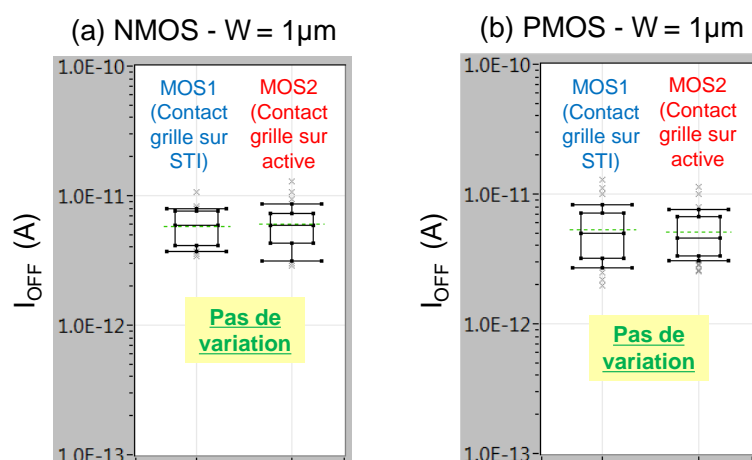 (a) NMOS - W = 1µm
1.0E-10
MOS1
(Contact
grille sur
STI)
MOS2
(Contact
grille sur
active
1.0E-11
I_OFF (A)
1.0E-12
Pas de
variation
1.0E-13
(b) PMOS - W = 1µm
1.0E-10
MOS1
(Contact
grille sur
STI)
MOS2
(Contact
grille sur
active
1.0E-11
I_OFF (A)
1.0E-12
Pas de
variation
1.0E-13